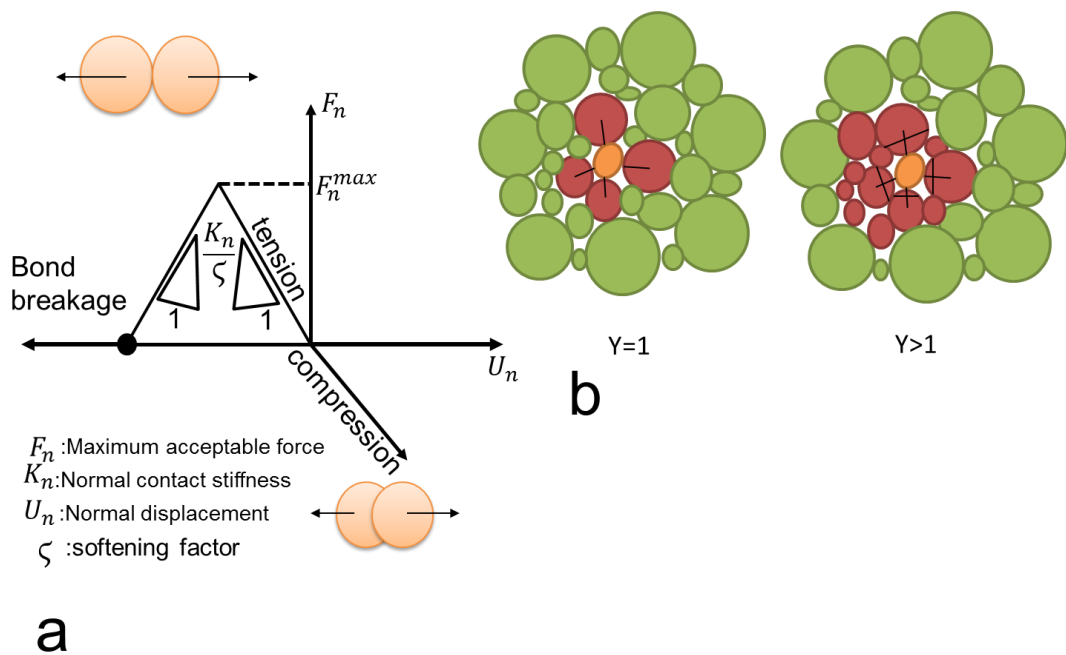 F_n
F_n^{max}
K_n
ς
tension
Bond
breakage
1
1
U_n
compression
F_n :Maximum acceptable force
K_n:Normal contact stiffness
U_n :Normal displacement
ς :softening factor
a
Y=1
Y>1
b